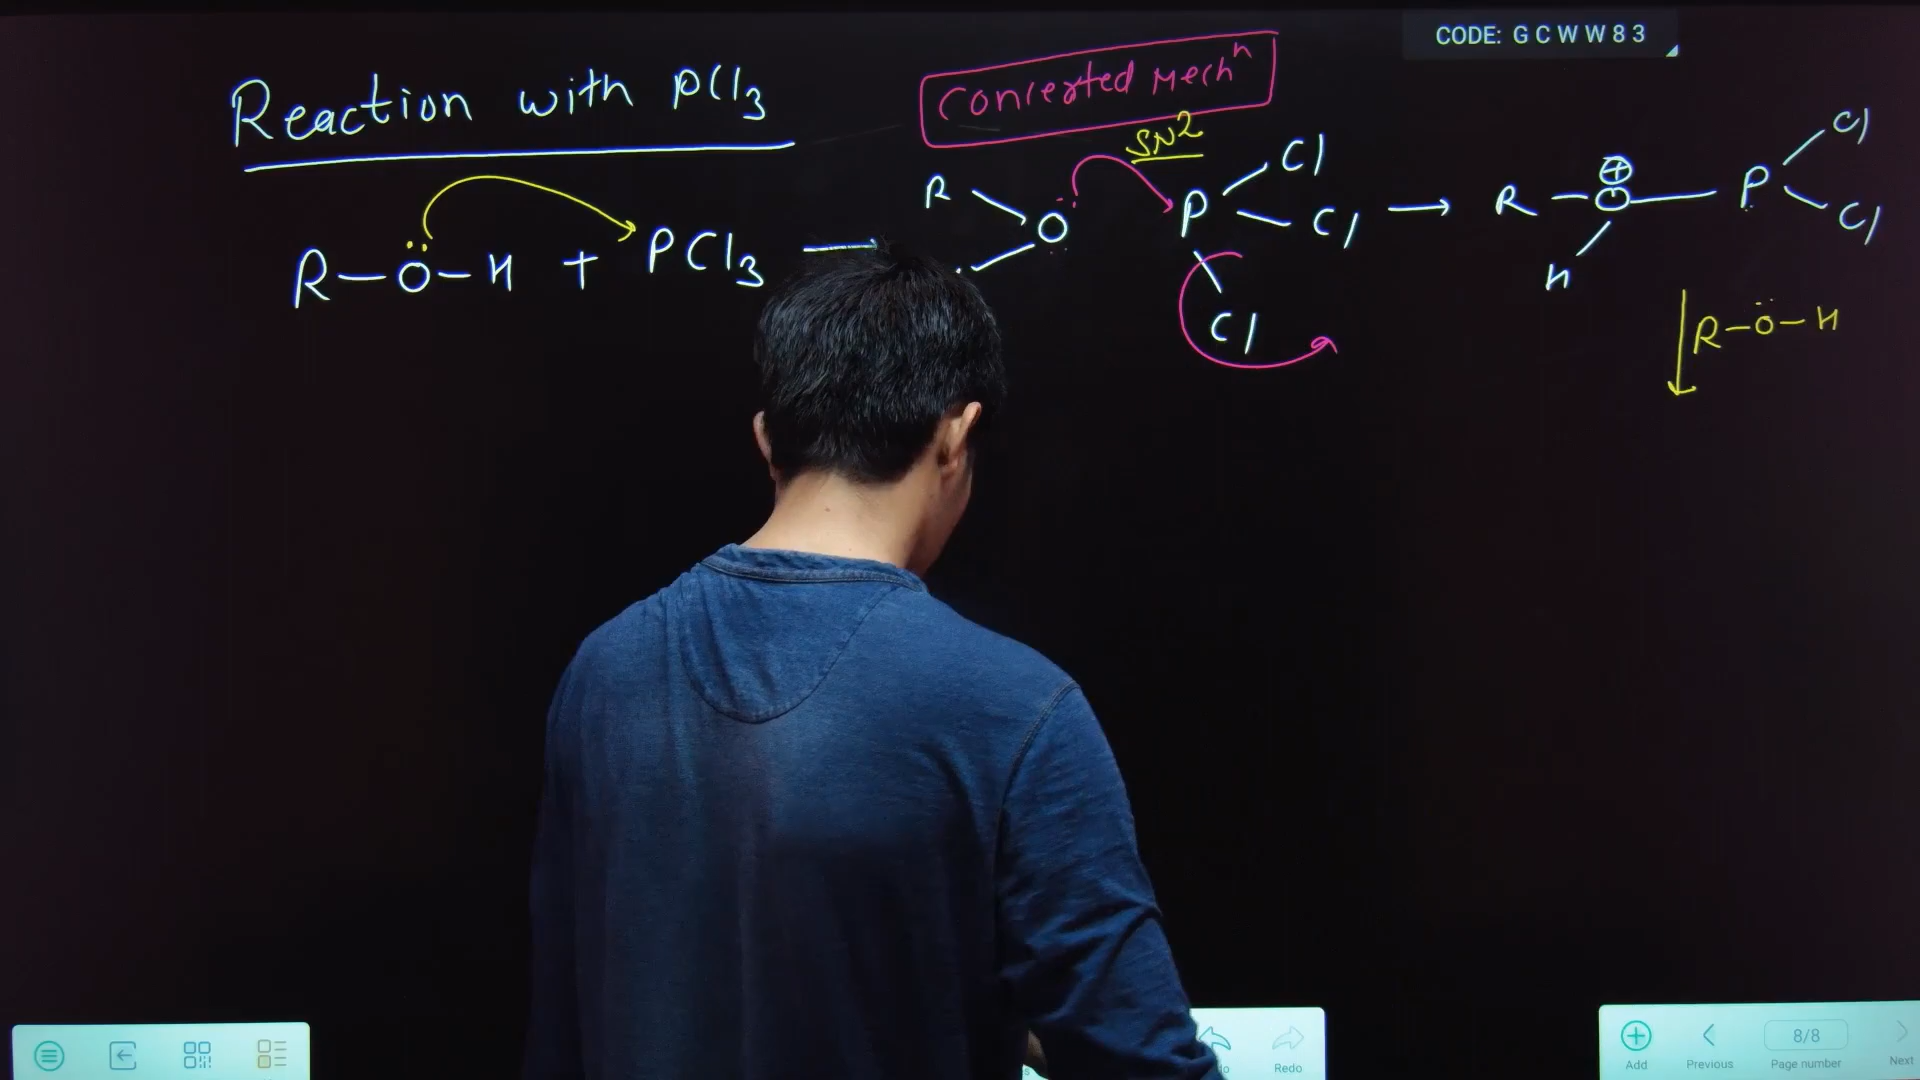 CODE: GCWW83
Reaction with PCl3
Concerted Mechⁿ
SN2
R–Ö–H + PCl3 →
R
O
P
Cl
Cl
Cl
→
R–O–P
⊕
H
Cl
Cl
R–Ö–H
Redo
Add
Previous
8/8
Page number
Next